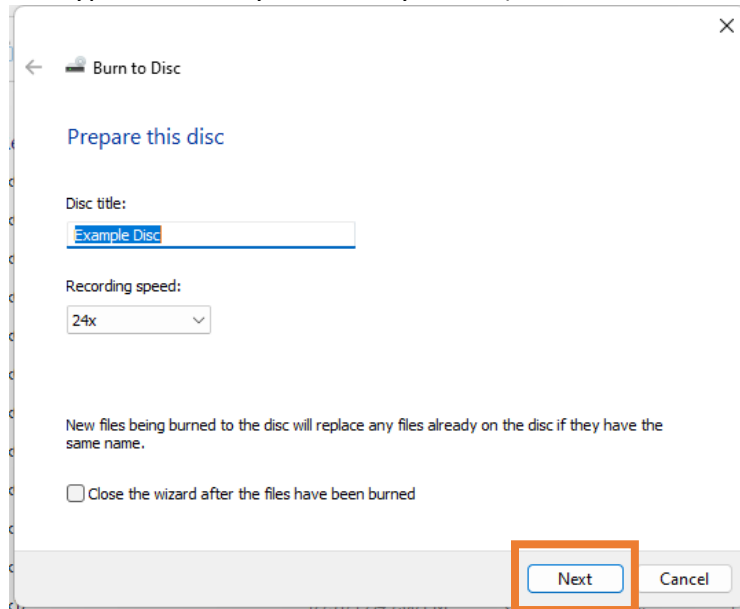 Burn to Disc
Prepare this disc
Disc title:
Example Disc
Recording speed:
24x
New files being burned to the disc will replace any files already on the disc if they have the
same name.
Close the wizard after the files have been burned
Next Cancel